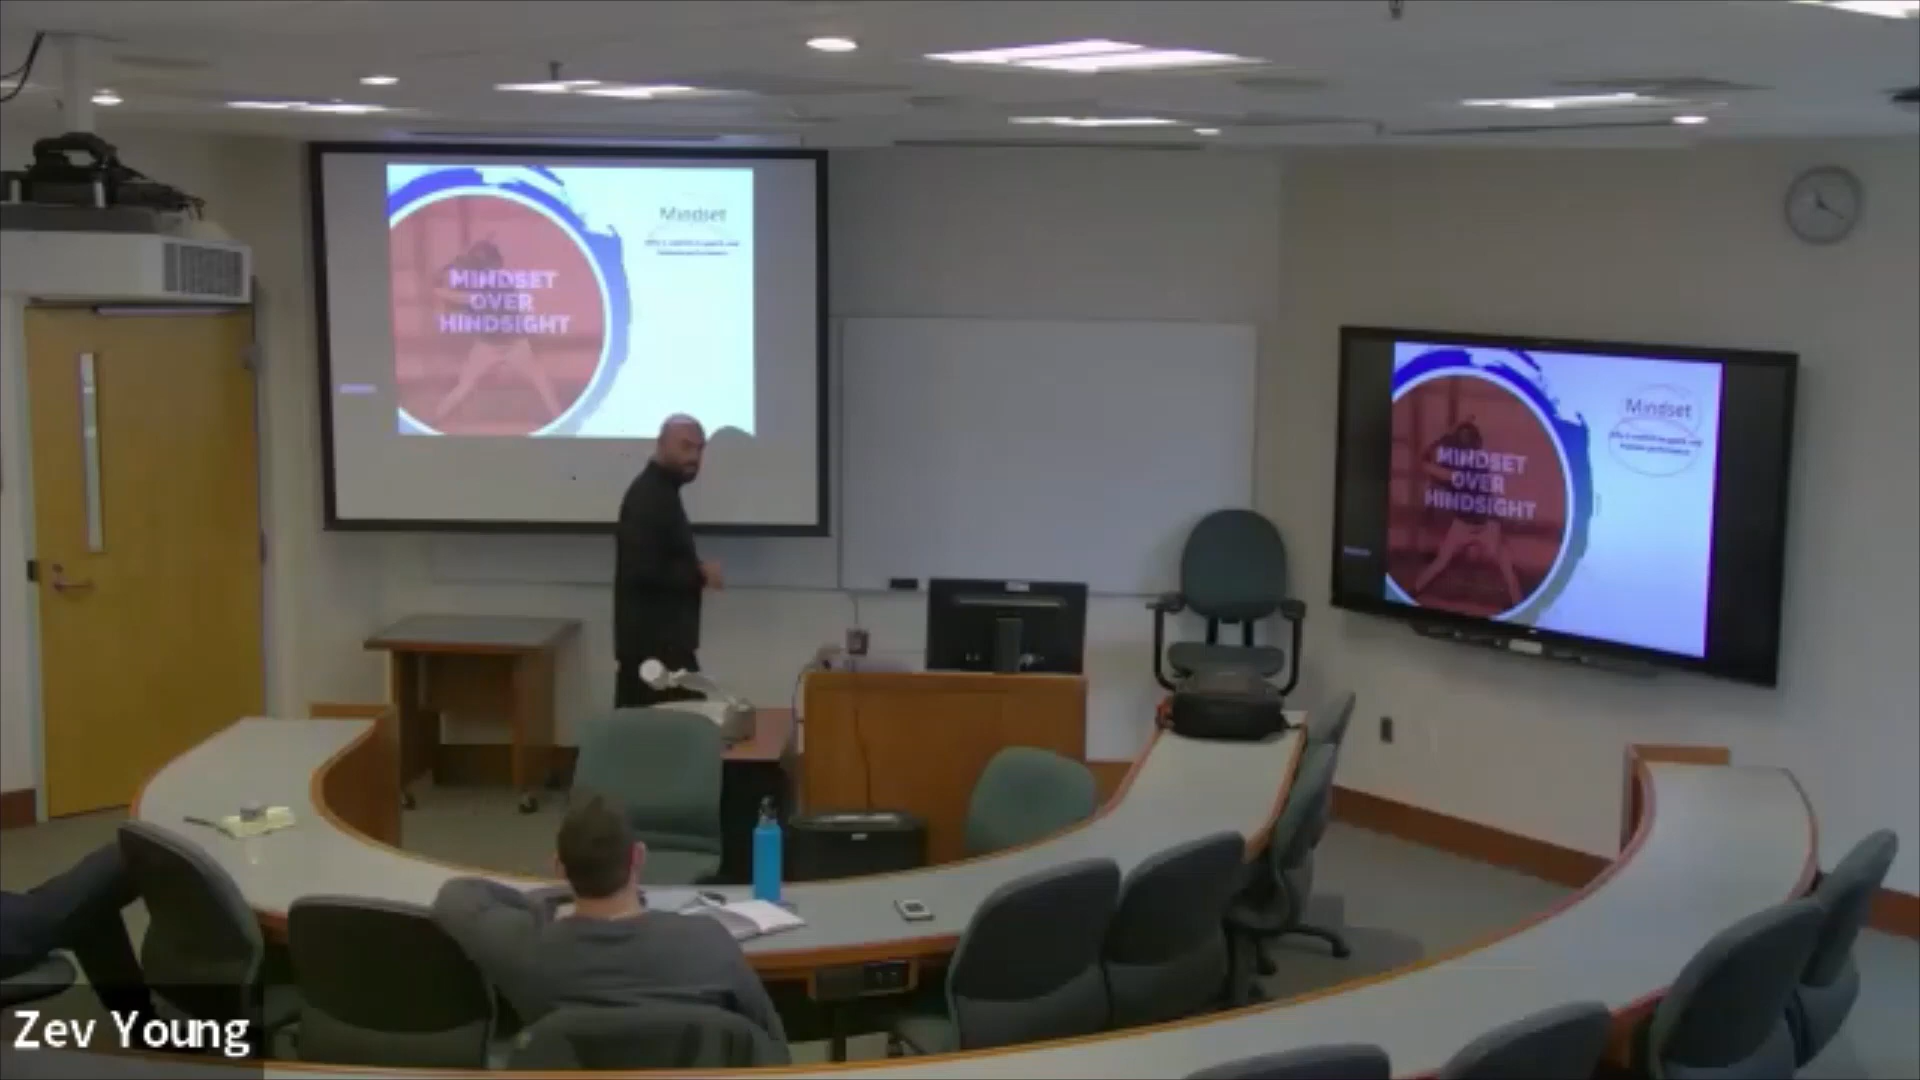 MINDSET
OVER
HINDSIGHT
Mindset
MINDSET
OVER
HINDSIGHT
Mindset
Zev Young